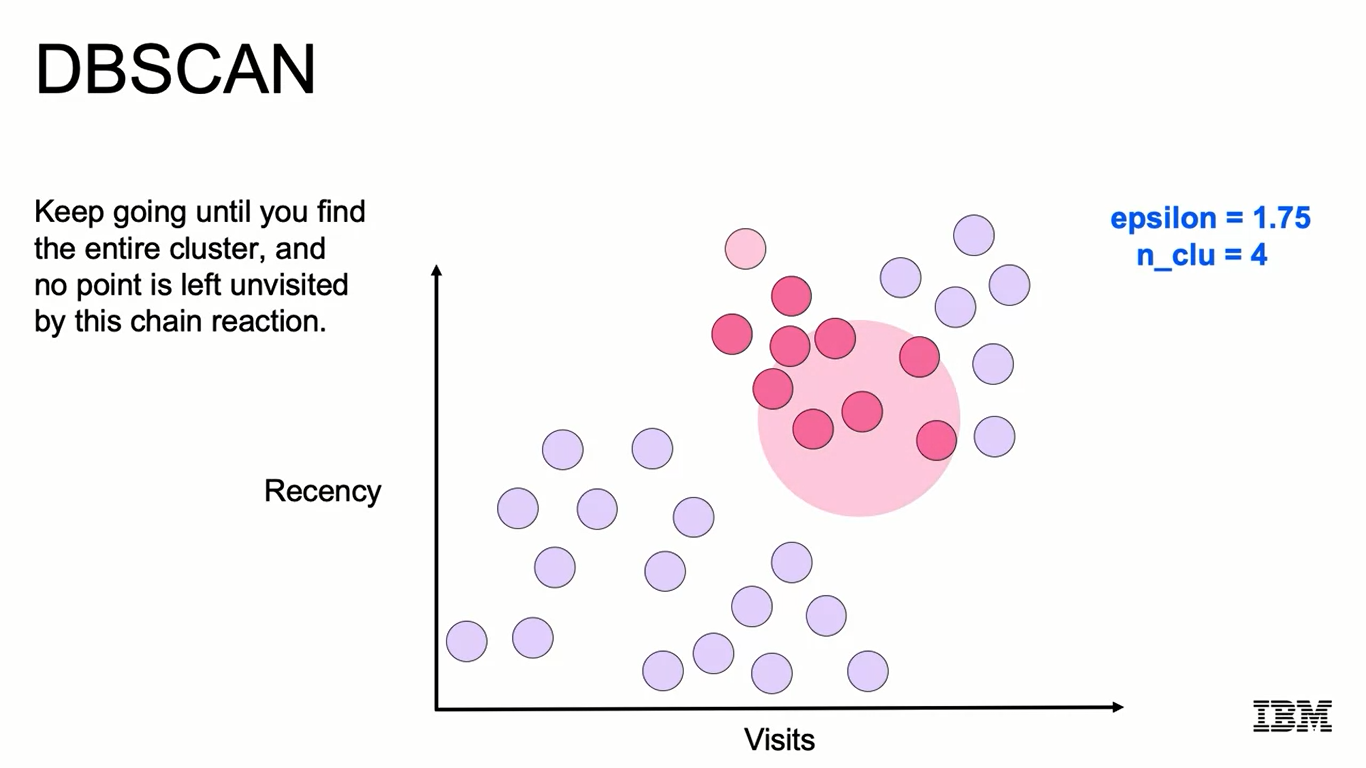 DBSCAN
Keep going until you find
the entire cluster, and
no point is left unvisited
by this chain reaction.
epsilon = 1.75
n_clu = 4
Recency
Visits
IBM